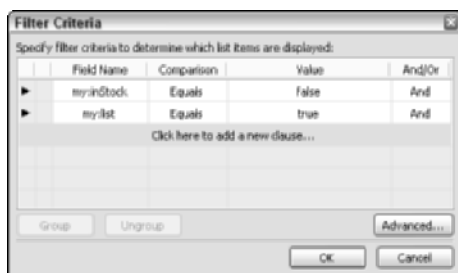 Filter Criteria
Specify filter criteria to determine which list items are displayed:
Field Name Comparison Value And/Or
my:inStock Equals false And
my:list Equals true And
Click here to add a new clause...
Group Ungroup Advanced...
OK Cancel